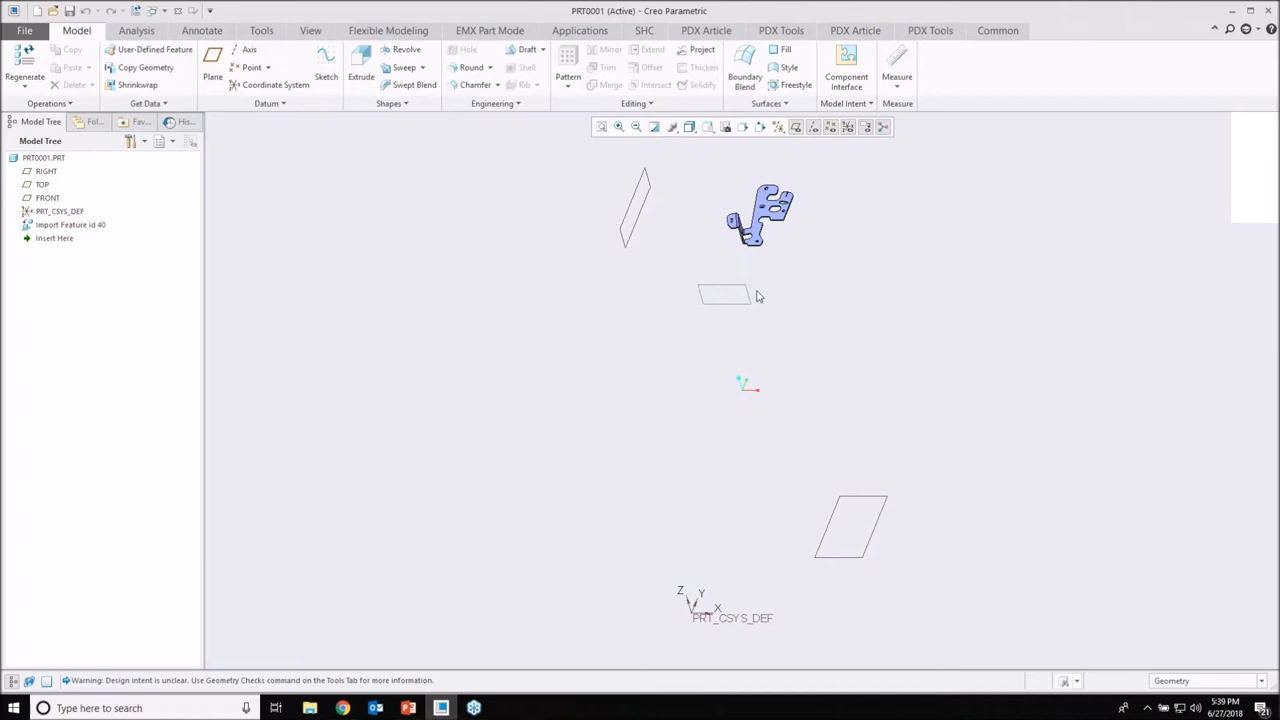 PRT0001 (Active) - Creo Parametric
File Model Analysis Annotate Tools View Flexible Modeling EMX Part Mode Applications SHC PDX Article PDX Tools PDX Article PDX Tools Common
Regenerate
Copy
Paste
Delete
Operations
User-Defined Feature
Copy Geometry
Shrinkwrap
Get Data
Plane
Axis
Point
Coordinate System
Sketch
Datum
Extrude
Revolve
Sweep
Swept Blend
Shapes
Hole
Round
Chamfer
Draft
Shell
Rib
Engineering
Pattern
Mirror
Trim
Merge
Extend
Offset
Intersect
Project
Thicken
Solidify
Editing
Boundary
Blend
Fill
Style
Freestyle
Surfaces
Component
Interface
Model Intent
Measure
Measure
Model Tree Fol... Fav... His...
Model Tree
PRT0001.PRT
RIGHT
TOP
FRONT
PRT_CSYS_DEF
Import Feature id 40
Insert Here
Z
Y
X
PRT_CSYS_DEF
Warning: Design intent is unclear. Use Geometry Checks command on the Tools Tab for more information.
Geometry
Type here to search
5:39 PM
6/27/2018
21